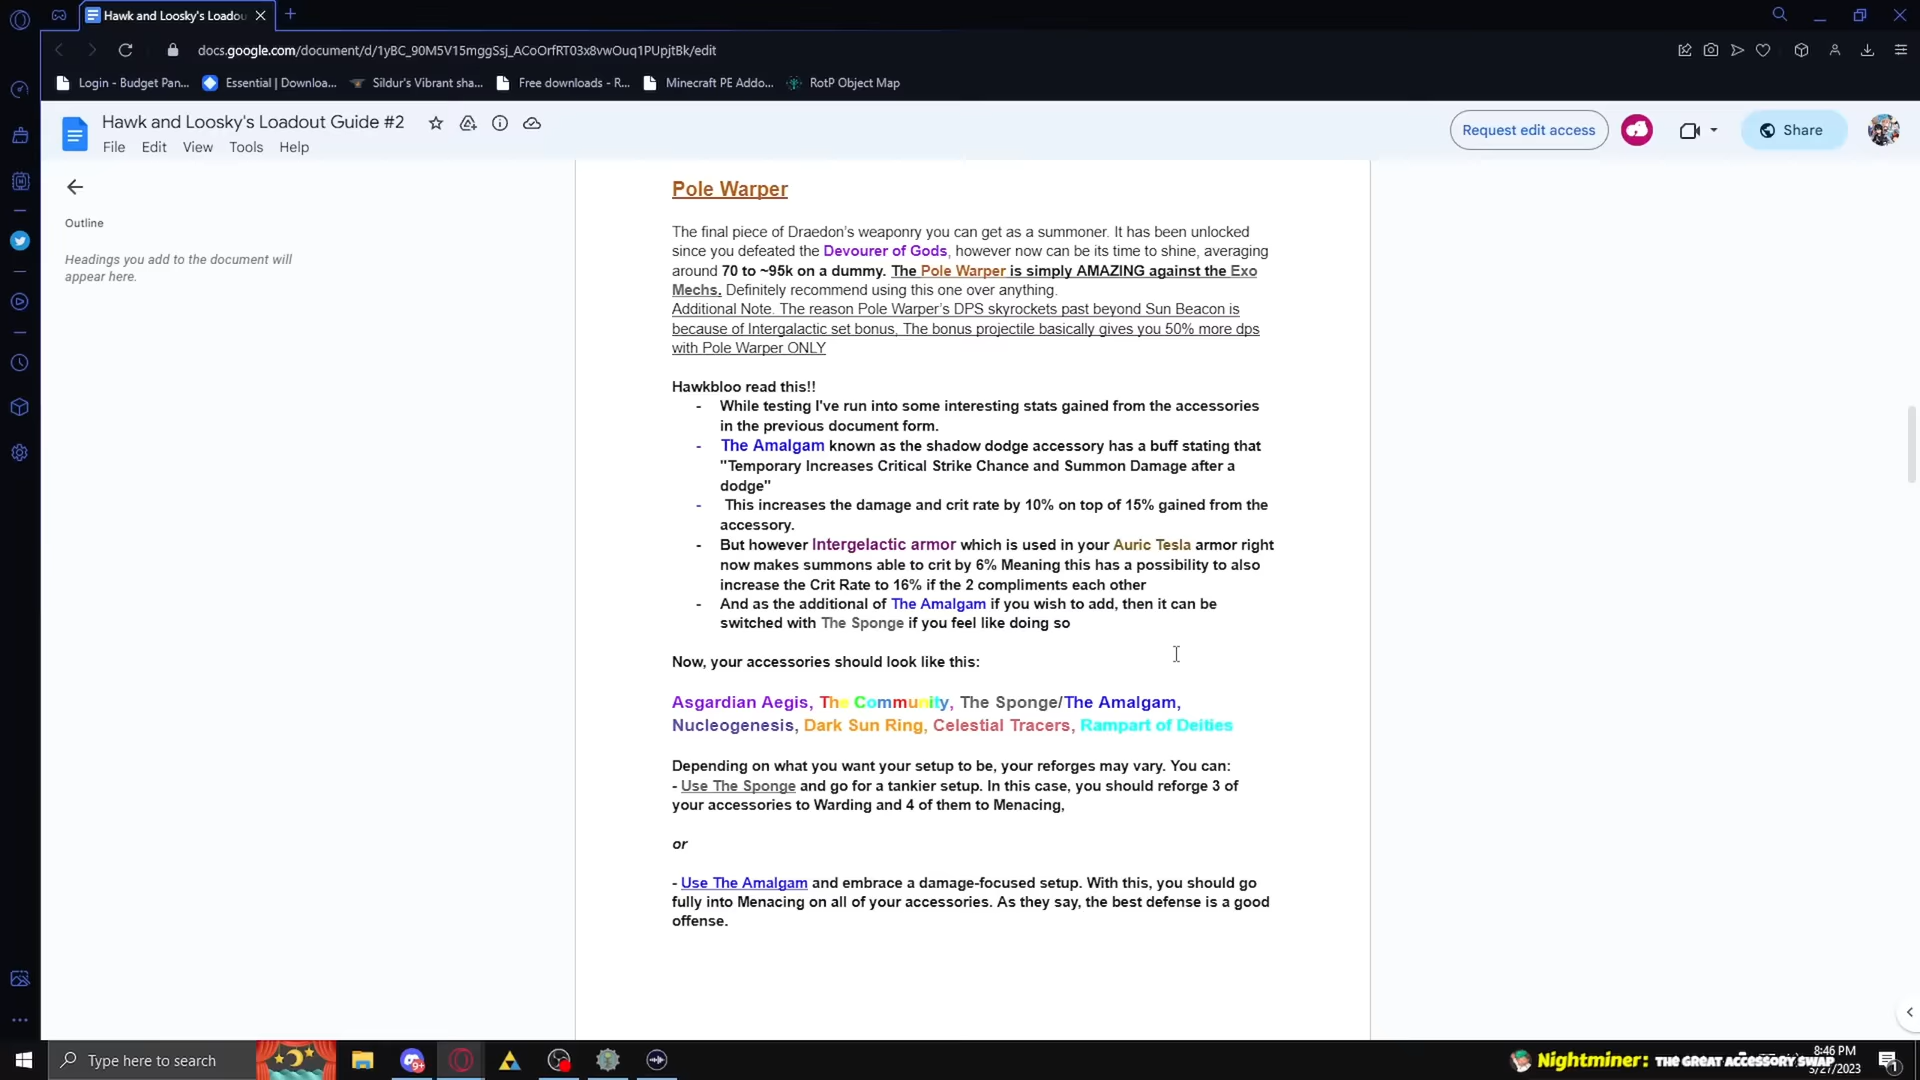 Hawk and Loosky's Loadou
docs.google.com/document/d/1yBC_90M5V15mggSsj_ACoOrfRT03x8vwOuq1PUpjtBk/edit
Login - Budget Pan...
Essential | Downloa...
Sildur's Vibrant sha...
Free downloads - R...
Minecraft PE Addo...
RotP Object Map
Hawk and Loosky's Loadout Guide #2
File Edit View Tools Help
Request edit access
Share
Outline
Headings you add to the document will
appear here.
Pole Warper
The final piece of Draedon's weaponry you can get as a summoner. It has been unlocked
since you defeated the Devourer of Gods, however now can be its time to shine, averaging
around 70 to ~95k on a dummy. The Pole Warper is simply AMAZING against the Exo
Mechs. Definitely recommend using this one over anything.
Additional Note. The reason Pole Warper's DPS skyrockets past beyond Sun Beacon is
because of Intergalactic set bonus, The bonus projectile basically gives you 50% more dps
with Pole Warper ONLY
Hawkbloo read this!!
- While testing I've run into some interesting stats gained from the accessories
in the previous document form.
- The Amalgam known as the shadow dodge accessory has a buff stating that
"Temporary Increases Critical Strike Chance and Summon Damage after a
dodge"
- This increases the damage and crit rate by 10% on top of 15% gained from the
accessory.
- But however Intergelactic armor which is used in your Auric Tesla armor right
now makes summons able to crit by 6% Meaning this has a possibility to also
increase the Crit Rate to 16% if the 2 compliments each other
- And as the additional of The Amalgam if you wish to add, then it can be
switched with The Sponge if you feel like doing so
Now, your accessories should look like this:
Asgardian Aegis, The Community, The Sponge/The Amalgam,
Nucleogenesis, Dark Sun Ring, Celestial Tracers, Rampart of Deities
Depending on what you want your setup to be, your reforges may vary. You can:
- Use The Sponge and go for a tankier setup. In this case, you should reforge 3 of
your accessories to Warding and 4 of them to Menacing,
or
- Use The Amalgam and embrace a damage-focused setup. With this, you should go
fully into Menacing on all of your accessories. As they say, the best defense is a good
offense.
Type here to search
9+
Nightminer: THE GREAT ACCESSORY SWAP
8:46 PM
5/27/2023
1